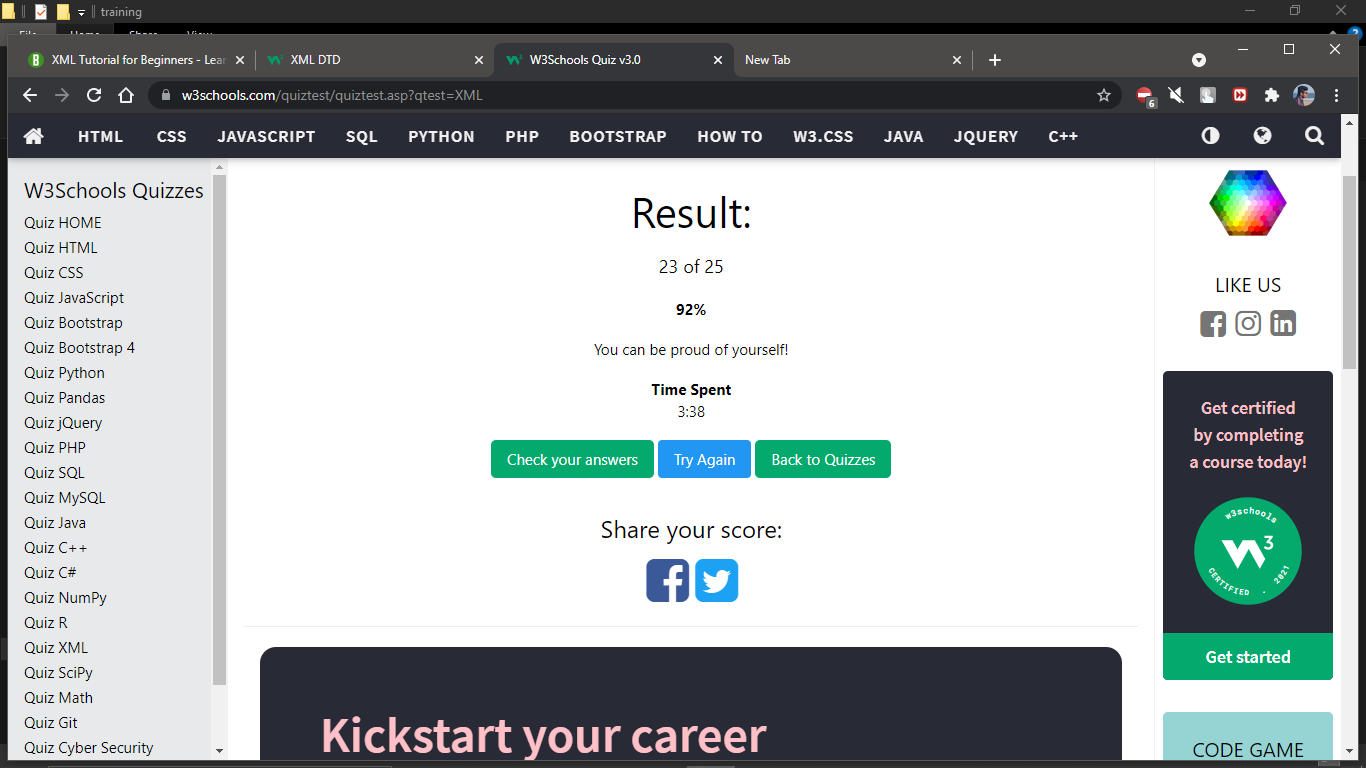 training
File Home Share View
XML Tutorial for Beginners - Lear
XML DTD
W3Schools Quiz v3.0
New Tab
w3schools.com/quiztest/quiztest.asp?qtest=XML
6
HTML CSS JAVASCRIPT SQL PYTHON PHP BOOTSTRAP HOW TO W3.CSS JAVA JQUERY C++
W3Schools Quizzes
Quiz HOME
Quiz HTML
Quiz CSS
Quiz JavaScript
Quiz Bootstrap
Quiz Bootstrap 4
Quiz Python
Quiz Pandas
Quiz jQuery
Quiz PHP
Quiz SQL
Quiz MySQL
Quiz Java
Quiz C++
Quiz C#
Quiz NumPy
Quiz R
Quiz XML
Quiz SciPy
Quiz Math
Quiz Git
Quiz Cyber Security
Result:
23 of 25
92%
You can be proud of yourself!
Time Spent
3:38
Check your answers
Try Again
Back to Quizzes
Share your score:
Kickstart your career
LIKE US
Get certified
by completing
a course today!
w3schools
W3
CERTIFIED . 2021
Get started
CODE GAME